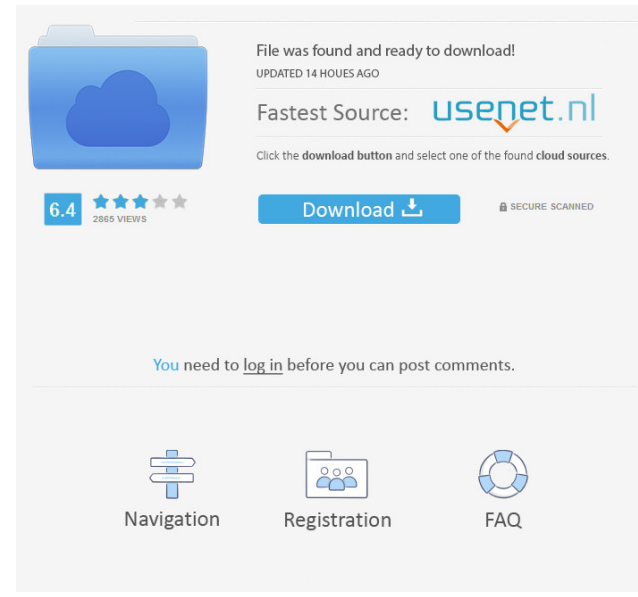 File was found and ready to download!
UPDATED 14 HOUES AGO
Fastest Source: usenet.nl
Click the download button and select one of the found cloud sources.
6.4
2865 VIEWS
Download
SECURE SCANNED
You need to log in before you can post comments.
Navigation
Registration
FAQ